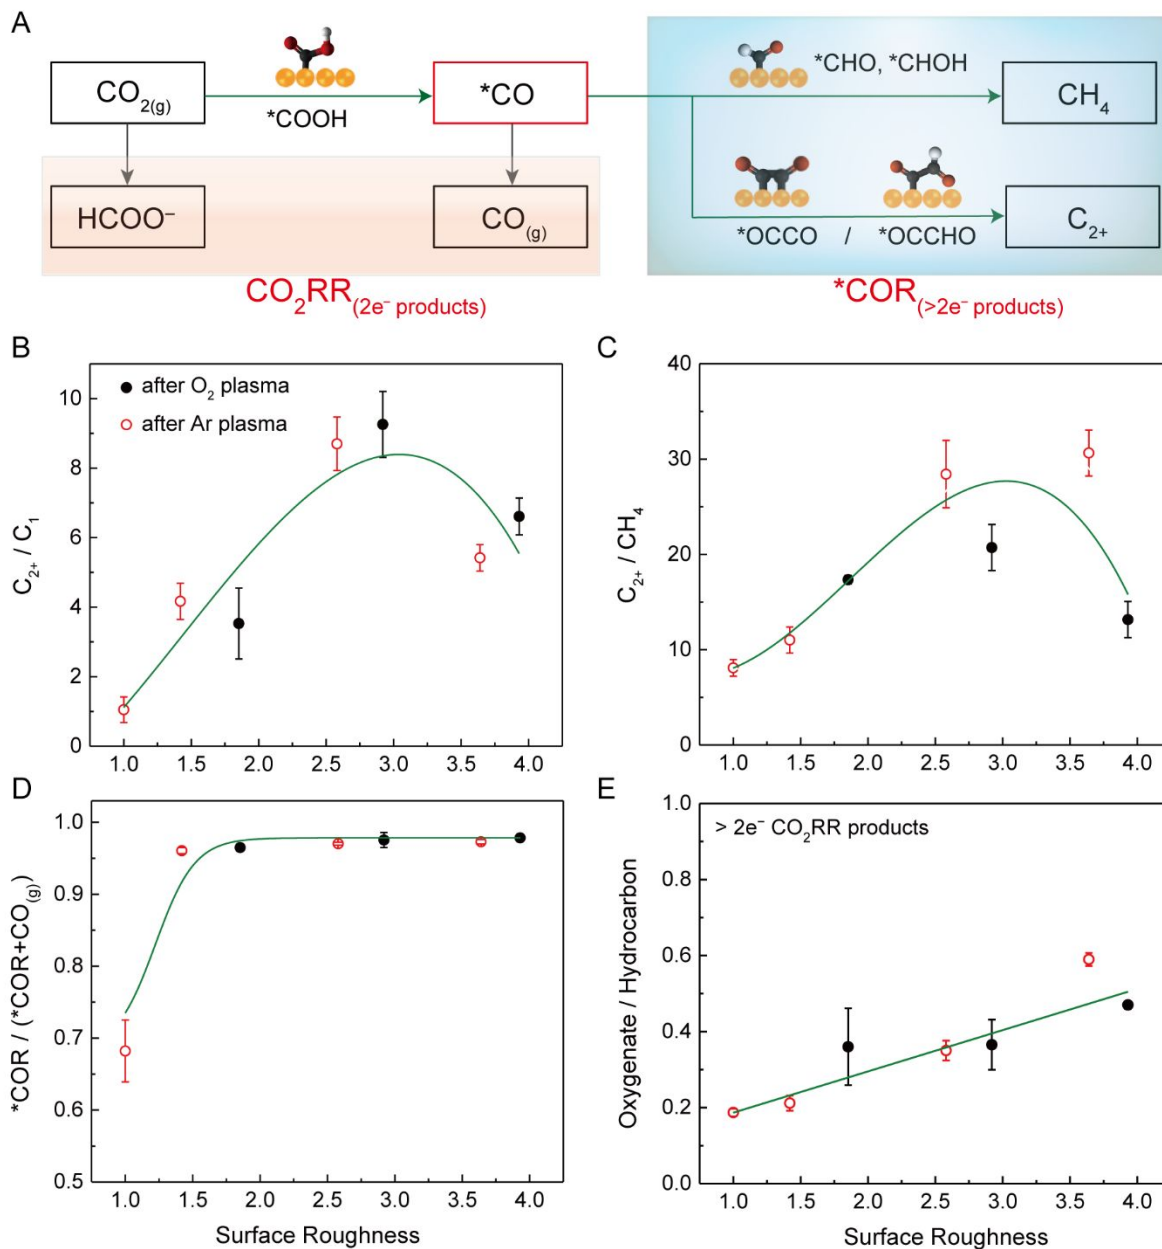 A
CO₂(g)
*COOH
*CO
*CHO, *CHOH
CH₄
HCOO⁻
CO(g)
*OCCO / *OCCHO
C₂₊
CO₂RR(2e⁻ products)
*COR(>2e⁻ products)
B
10
8
6
4
2
0
C₂₊ / C₁
after O₂ plasma
after Ar plasma
1.0 1.5 2.0 2.5 3.0 3.5 4.0
C
40
30
20
10
0
C₂₊ / CH₄
1.0 1.5 2.0 2.5 3.0 3.5 4.0
D
1.0
0.9
0.8
0.7
0.6
0.5
*COR / (*COR+CO(g))
1.0 1.5 2.0 2.5 3.0 3.5 4.0
Surface Roughness
E
1.0
0.8
0.6
0.4
0.2
0.0
Oxygenate / Hydrocarbon
> 2e⁻ CO₂RR products
1.0 1.5 2.0 2.5 3.0 3.5 4.0
Surface Roughness